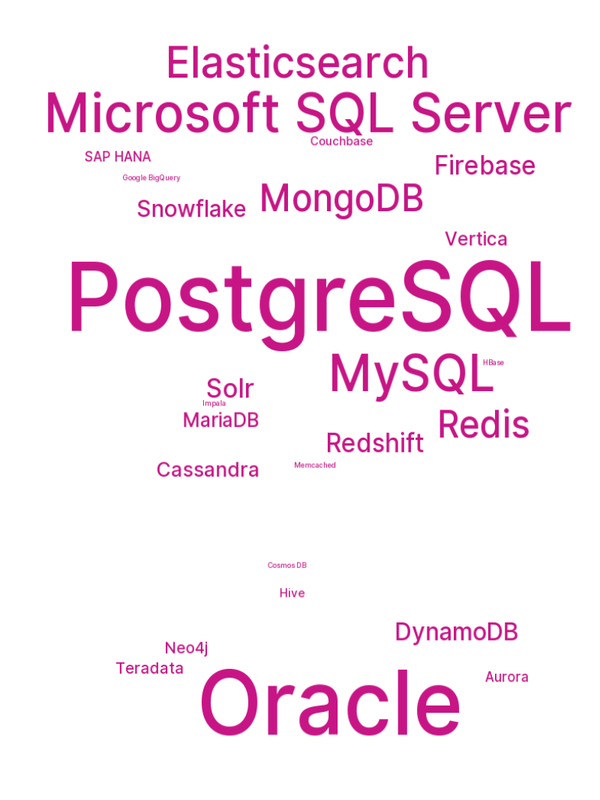 Elasticsearch
Microsoft SQL Server
Couchbase
SAP HANA
Firebase
Google BigQuery
MongoDB
Snowflake
Vertica
PostgreSQL
HBase
MySQL
Solr
Impala
MariaDB
Redis
Redshift
Memcached
Cassandra
Cosmos DB
Hive
DynamoDB
Neo4j
Teradata
Aurora
Oracle